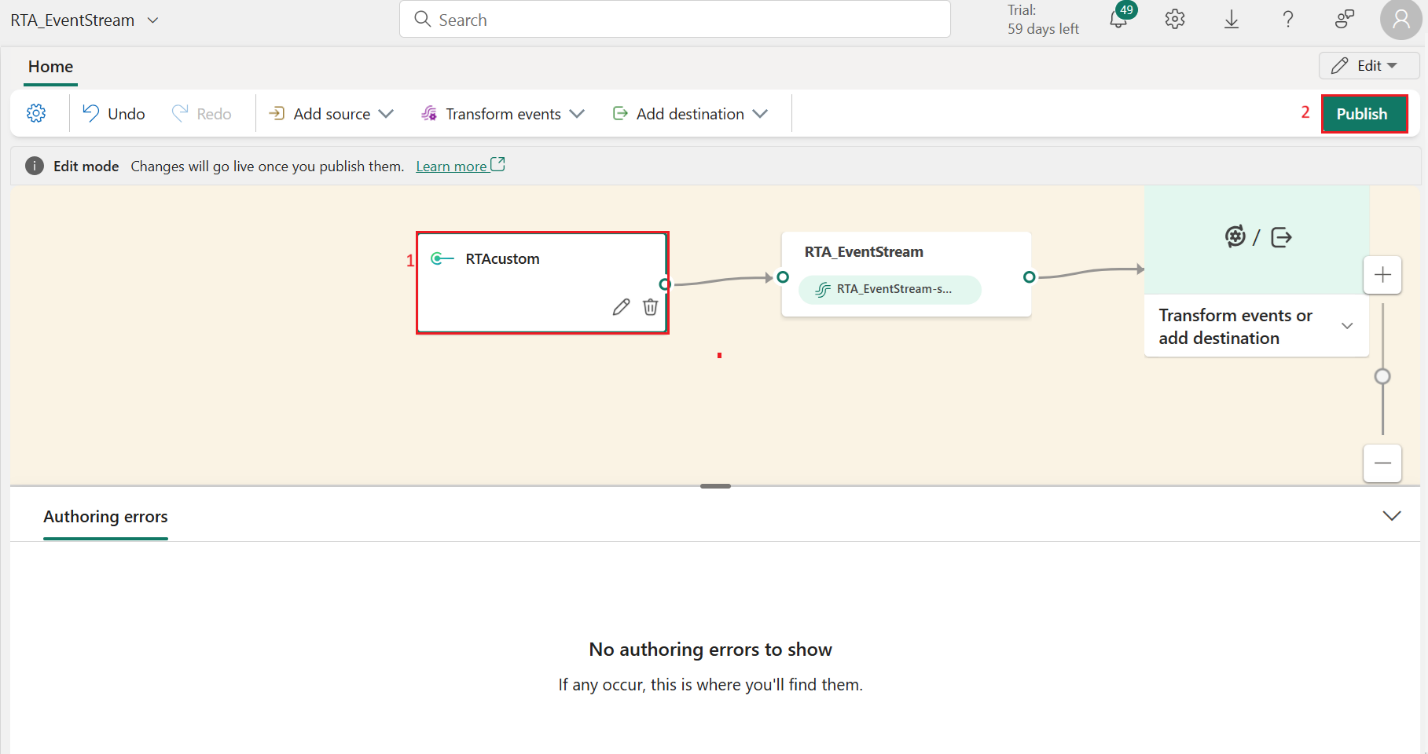 RTA_EventStream
Search
Trial:
59 days left
49
Home
Edit
Undo
Redo
Add source
Transform events
Add destination
2
Publish
Edit mode Changes will go live once you publish them. Learn more
1
RTAcustom
RTA_EventStream
RTA_EventStream-s...
/
Transform events or
add destination
Authoring errors
No authoring errors to show
If any occur, this is where you'll find them.